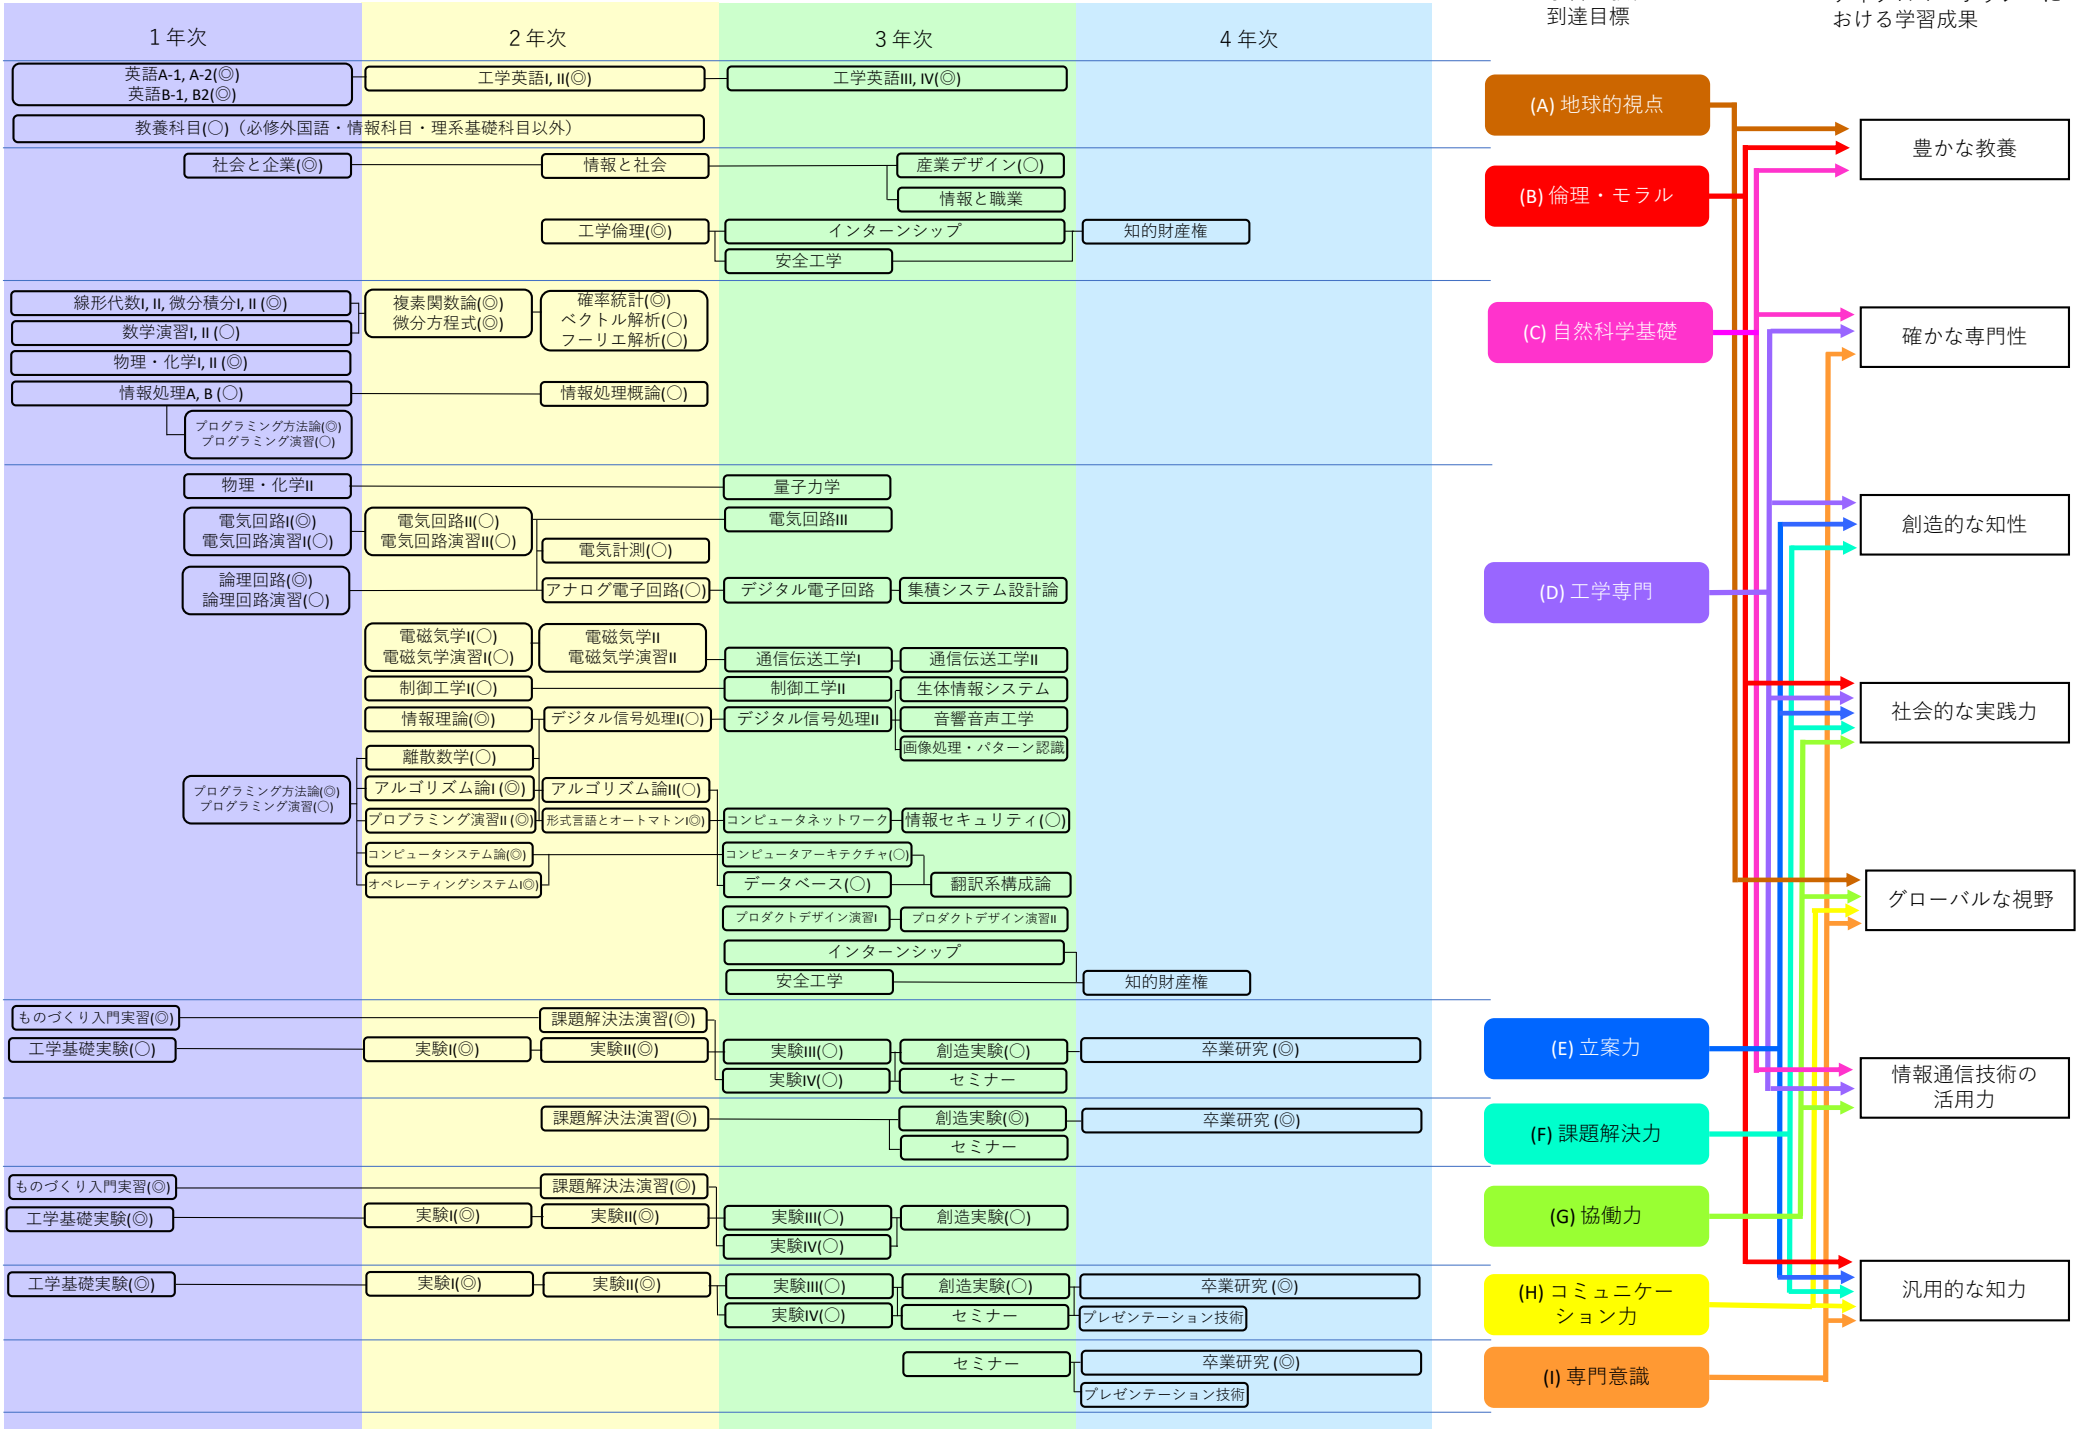 到達目標
おける学習成果
1年次
2年次
3年次
4年次
英語A-1, A-2(◎)
英語B-1, B2(◎)
工学英語I, II(◎)
工学英語III, IV(◎)
教養科目(○)（必修外国語・情報科目・理系基礎科目以外）
(A) 地球的視点
豊かな教養
社会と企業(◎)
情報と社会
産業デザイン(○)
情報と職業
工学倫理(◎)
インターンシップ
知的財産権
安全工学
(B) 倫理・モラル
線形代数I, II, 微分積分I, II (◎)
数学演習I, II (○)
物理・化学I, II (◎)
情報処理A, B (○)
プログラミング方法論(◎)
プログラミング演習(○)
複素関数論(◎)
微分方程式(◎)
確率統計(◎)
ベクトル解析(○)
フーリエ解析(○)
情報処理概論(○)
(C) 自然科学基礎
確かな専門性
物理・化学II
量子力学
電気回路I(◎)
電気回路演習I(○)
電気回路II(○)
電気回路演習II(○)
電気回路III
電気計測(○)
論理回路(◎)
論理回路演習(○)
アナログ電子回路(○)
デジタル電子回路
集積システム設計論
電磁気学I(○)
電磁気学演習I(○)
電磁気学II
電磁気学演習II
通信伝送工学I
通信伝送工学II
制御工学I(○)
制御工学II
生体情報システム
情報理論(◎)
デジタル信号処理I(○)
デジタル信号処理II
音響音声工学
画像処理・パターン認識
離散数学(○)
プログラミング方法論(◎)
プログラミング演習(○)
アルゴリズム論I (◎)
アルゴリズム論II(○)
プロブラミング演習II (◎)
形式言語とオートマトンI◎)
コンピュータネットワーク
情報セキュリティ(○)
コンピュータシステム論(◎)
コンピュータアーキテクチャ(○)
オペレーティングシステムI◎)
データベース(○)
翻訳系構成論
プロダクトデザイン演習I
プロダクトデザイン演習II
インターンシップ
安全工学
知的財産権
(D) 工学専門
創造的な知性
社会的な実践力
グローバルな視野
ものづくり入門実習(◎)
課題解決法演習(◎)
工学基礎実験(○)
実験I(◎)
実験II(◎)
実験III(○)
創造実験(○)
卒業研究 (◎)
実験IV(○)
セミナー
(E) 立案力
情報通信技術の
活用力
課題解決法演習(◎)
創造実験(◎)
卒業研究 (◎)
セミナー
(F) 課題解決力
ものづくり入門実習(◎)
課題解決法演習(◎)
工学基礎実験(◎)
実験I(◎)
実験II(◎)
実験III(○)
創造実験(○)
実験IV(○)
(G) 協働力
工学基礎実験(◎)
実験I(◎)
実験II(◎)
実験III(○)
創造実験(○)
卒業研究 (◎)
実験IV(○)
セミナー
プレゼンテーション技術
(H) コミュニケー
ション力
汎用的な知力
セミナー
卒業研究 (◎)
プレゼンテーション技術
(I) 専門意識